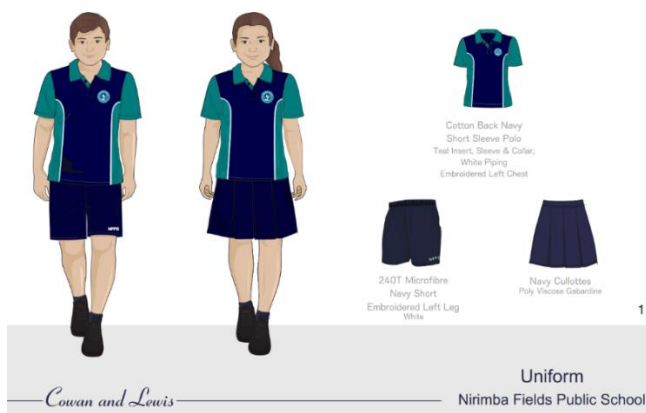 Cotton Back Navy
Short Sleeve Polo
Teal Insert, Sleeve & Collar,
White Piping
Embroidered Left Chest
240T Microfibre
Navy Short
Embroidered Left Leg
White
Navy Cullottes
Poly Viscose Gabardine
1
Uniform
Cowan and Lewis
Nirimba Fields Public School